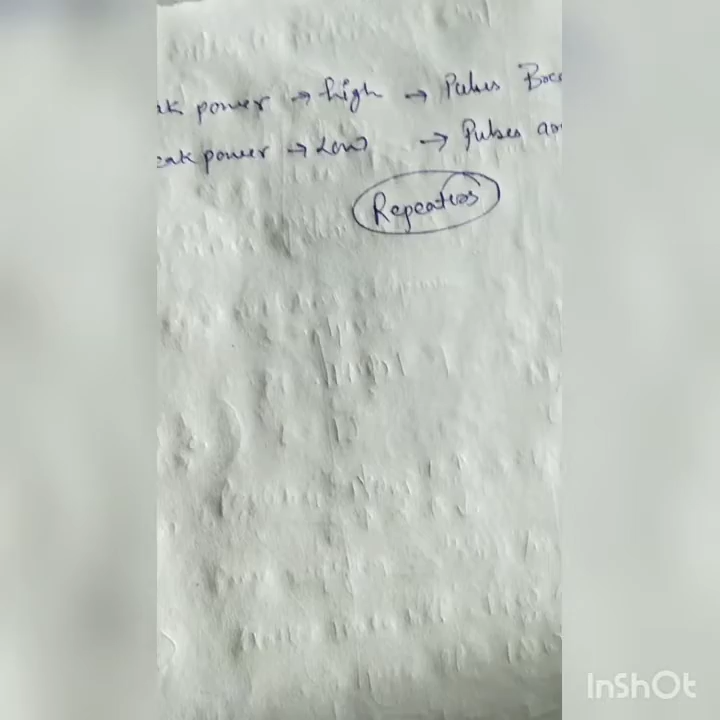 ak power → high → Pulses
eak power → Low → Pulses
Repeaters
InShOt